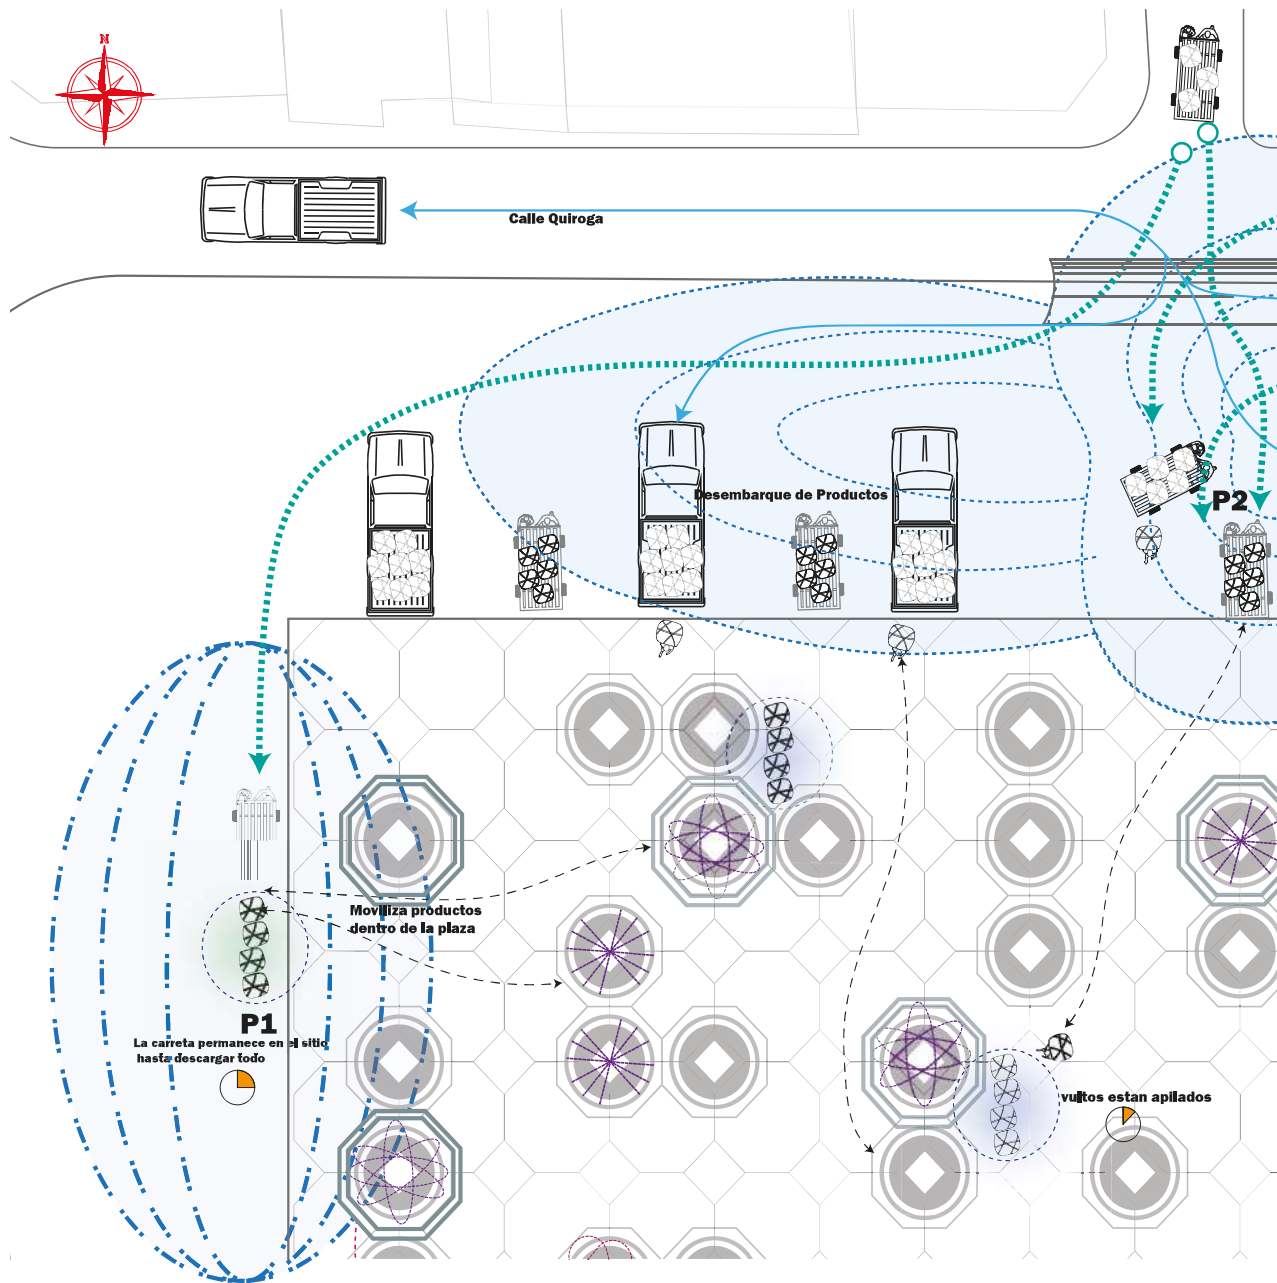 N
Calle Quiroga
Desembarque de Productos
P2
Moviliza productos
dentro de la plaza
P1
La carreta permanece en el sitio
hasta descargar todo
vultos estan apilados